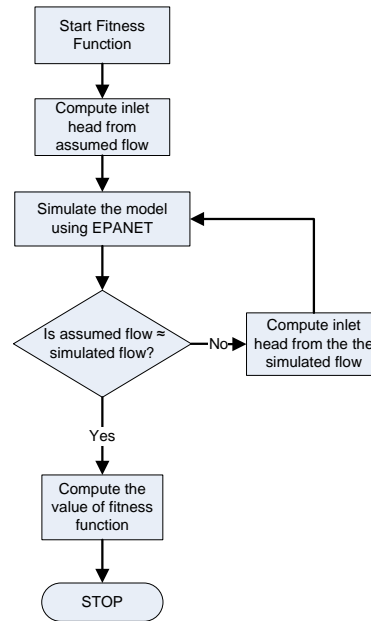 Start Fitness
Function
Compute inlet
head from
assumed flow
Simulate the model
using EPANET
Is assumed flow ≈
simulated flow?
No
Compute inlet
head from the the
simulated flow
Yes
Compute the
value of fitness
function
STOP